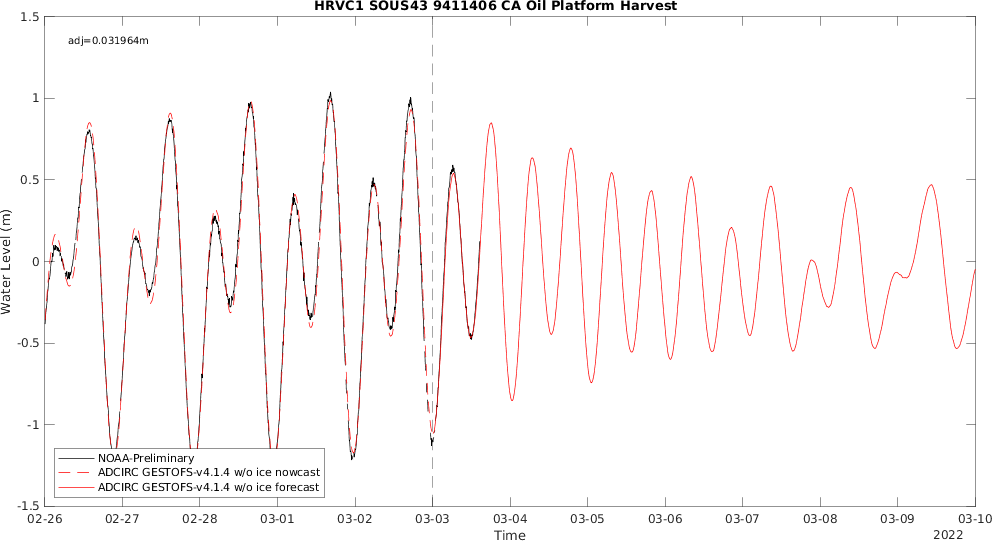 HRVC1 SOUS43 9411406 CA Oil Platform Harvest
adj=0.031964m
1.5
1
0.5
0
-0.5
-1
-1.5
Water Level (m)
NOAA-Preliminary
ADCIRC GESTOFS-v4.1.4 w/o ice nowcast
ADCIRC GESTOFS-v4.1.4 w/o ice forecast
02-26 02-27 02-28 03-01 03-02 03-03 03-04 03-05 03-06 03-07 03-08 03-09 03-10
Time
2022